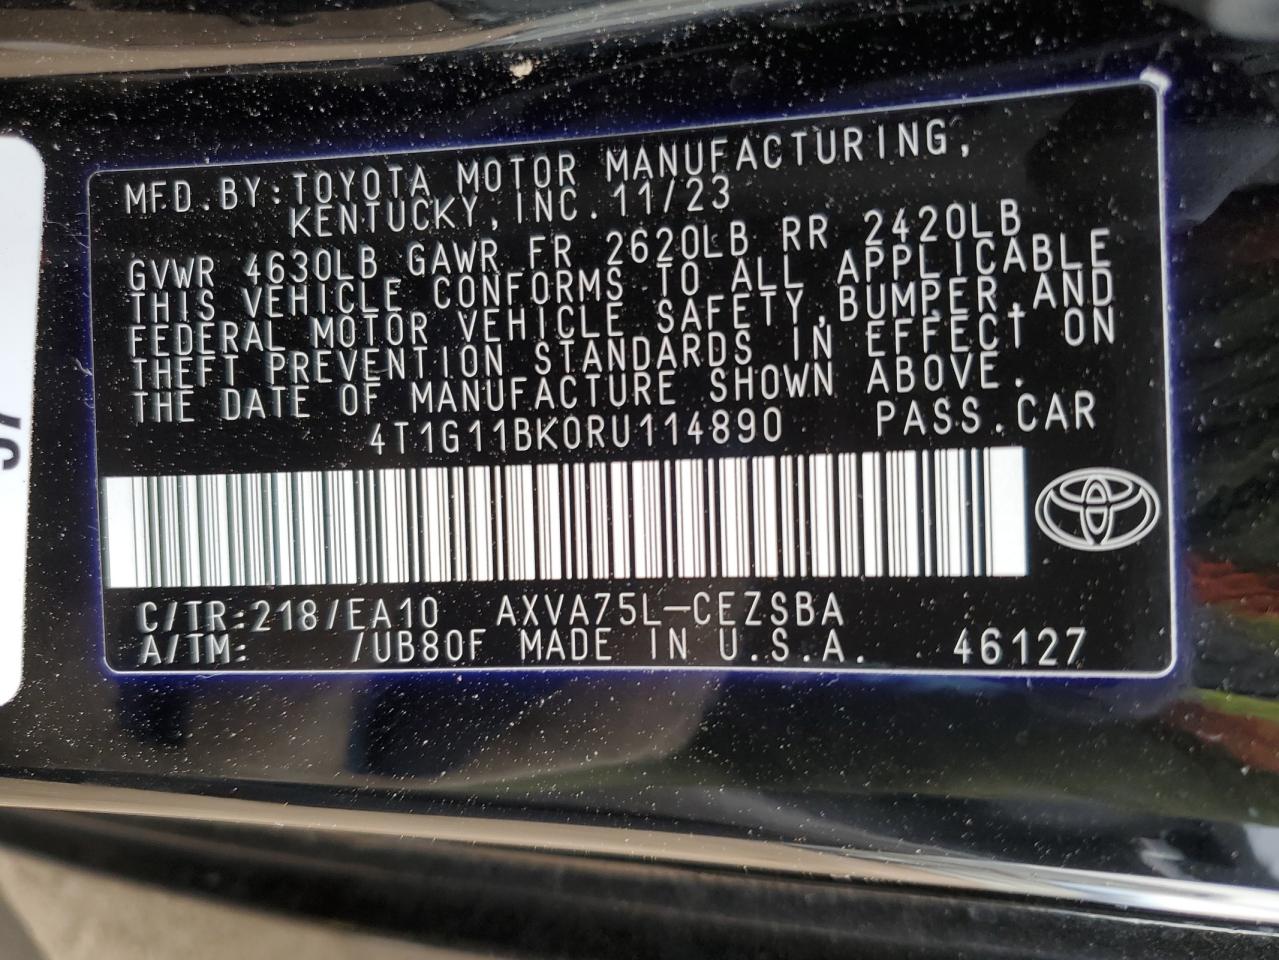 MFD.BY:TOYOTA MOTOR MANUFACTURING,
KENTUCKY,INC.11/23
GVWR 4630LB GAWR FR 2620LB RR 2420LB
THIS VEHICLE CONFORMS TO ALL APPLICABLE
FEDERAL MOTOR VEHICLE SAFETY,BUMPER,AND
THEFT PREVENTION STANDARDS IN EFFECT ON
THE DATE OF MANUFACTURE SHOWN ABOVE.
4T1G11BK0RU114890 PASS.CAR
C/TR:218/EA10 AXVA75L-CEZSBA
A/TM: /UB80F MADE IN U.S.A. 46127